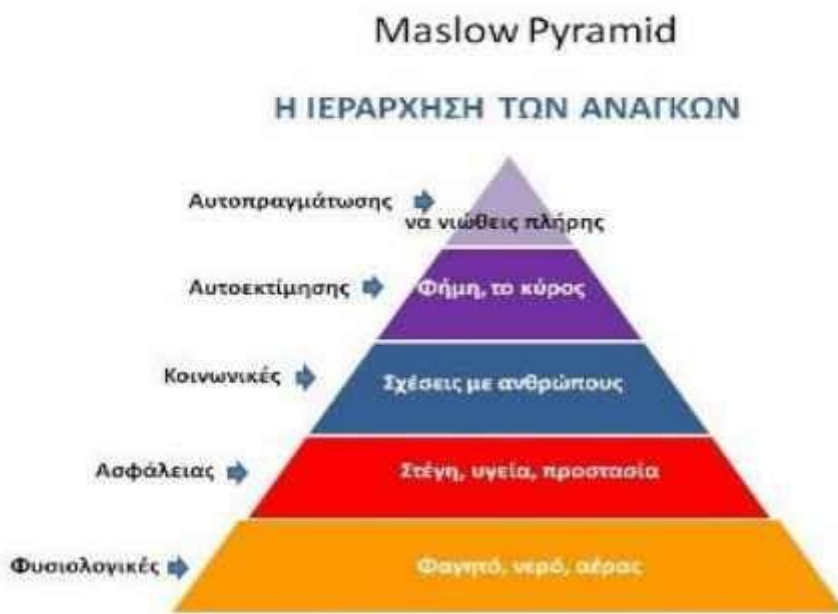 Maslow Pyramid
Η ΙΕΡΑΡΧΗΣΗ ΤΩΝ ΑΝΑΓΚΩΝ
Αυτοπραγμάτωσης
να νιώθεις πλήρης
Αυτοεκτίμησης
Φήμη, το κύρος
Κοινωνικές
Σχέσεις με ανθρώπους
Ασφάλειας
Στέγη, υγεία, προστασία
Φυσιολογικές
Φαγητό, νερό, αέρας